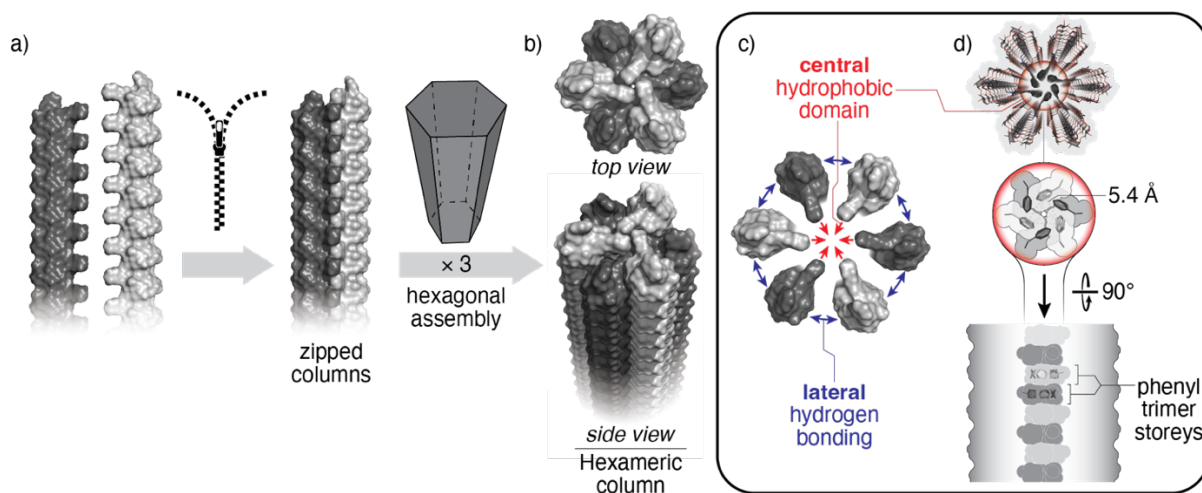 a)
zipped
columns
× 3
hexagonal
assembly
b)
top view
side view
Hexameric
column
c)
central
hydrophobic
domain
lateral
hydrogen
bonding
d)
5.4 Å
90°
phenyl
trimer
storeys